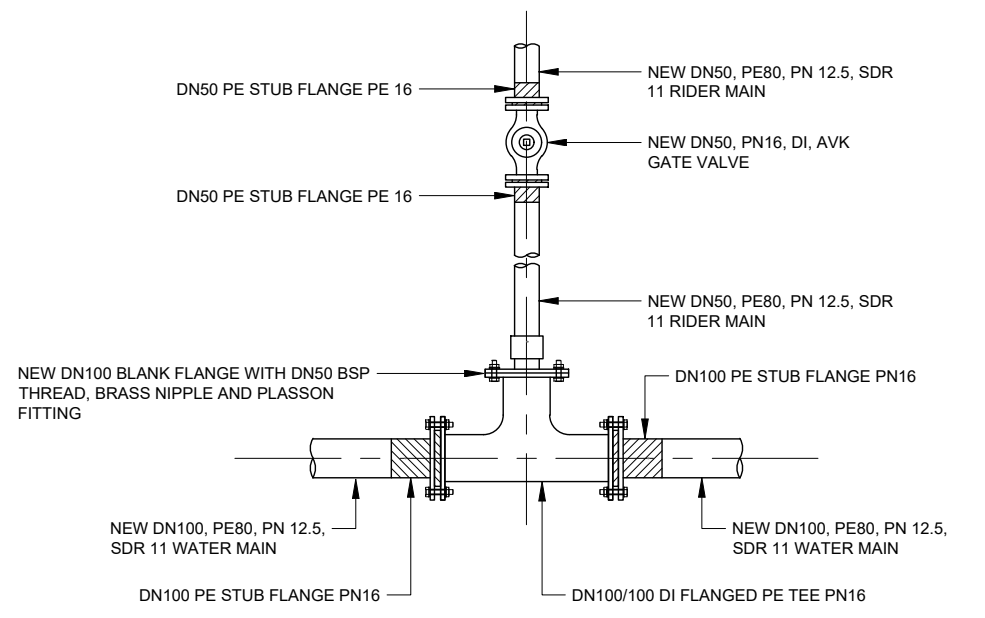 NEW DN50, PE80, PN 12.5, SDR
11 RIDER MAIN
DN50 PE STUB FLANGE PE 16
NEW DN50, PN16, DI, AVK
GATE VALVE
DN50 PE STUB FLANGE PE 16
NEW DN50, PE80, PN 12.5, SDR
11 RIDER MAIN
NEW DN100 BLANK FLANGE WITH DN50 BSP
THREAD, BRASS NIPPLE AND PLASSON
FITTING
DN100 PE STUB FLANGE PN16
NEW DN100, PE80, PN 12.5,
SDR 11 WATER MAIN
NEW DN100, PE80, PN 12.5,
SDR 11 WATER MAIN
DN100 PE STUB FLANGE PN16
DN100/100 DI FLANGED PE TEE PN16